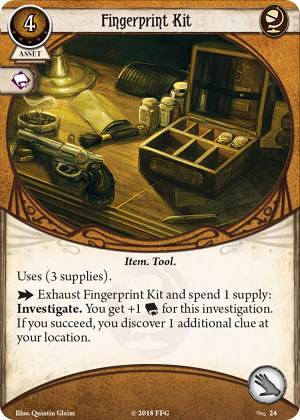 Fingerprint Kit
4
ASSET
Item. Tool.
Uses (3 supplies).
Exhaust Fingerprint Kit and spend 1 supply:
Investigate. You get +1 for this investigation.
If you succeed, you discover 1 additional clue at
your location.
Illus. Quintin Gleim © 2018 FFG 24